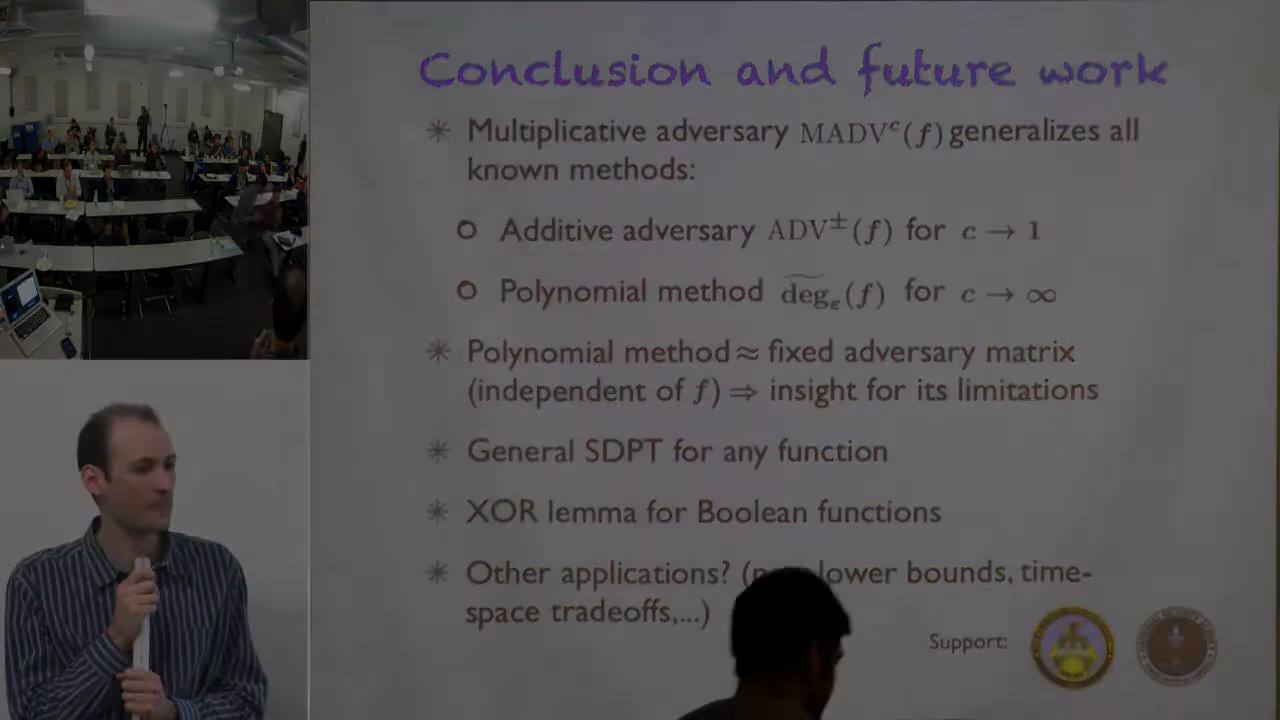 Conclusion and future work
✳ Multiplicative adversary MADVᶜ(f) generalizes all
known methods:
○ Additive adversary ADV^±(f) for c → 1
○ Polynomial method \widetilde{deg}_ε(f) for c → ∞
✳ Polynomial method ≈ fixed adversary matrix
(independent of f) ⇒ insight for its limitations
✳ General SDPT for any function
✳ XOR lemma for Boolean functions
✳ Other applications? ( lower bounds, time-
space tradeoffs,...)
Support: